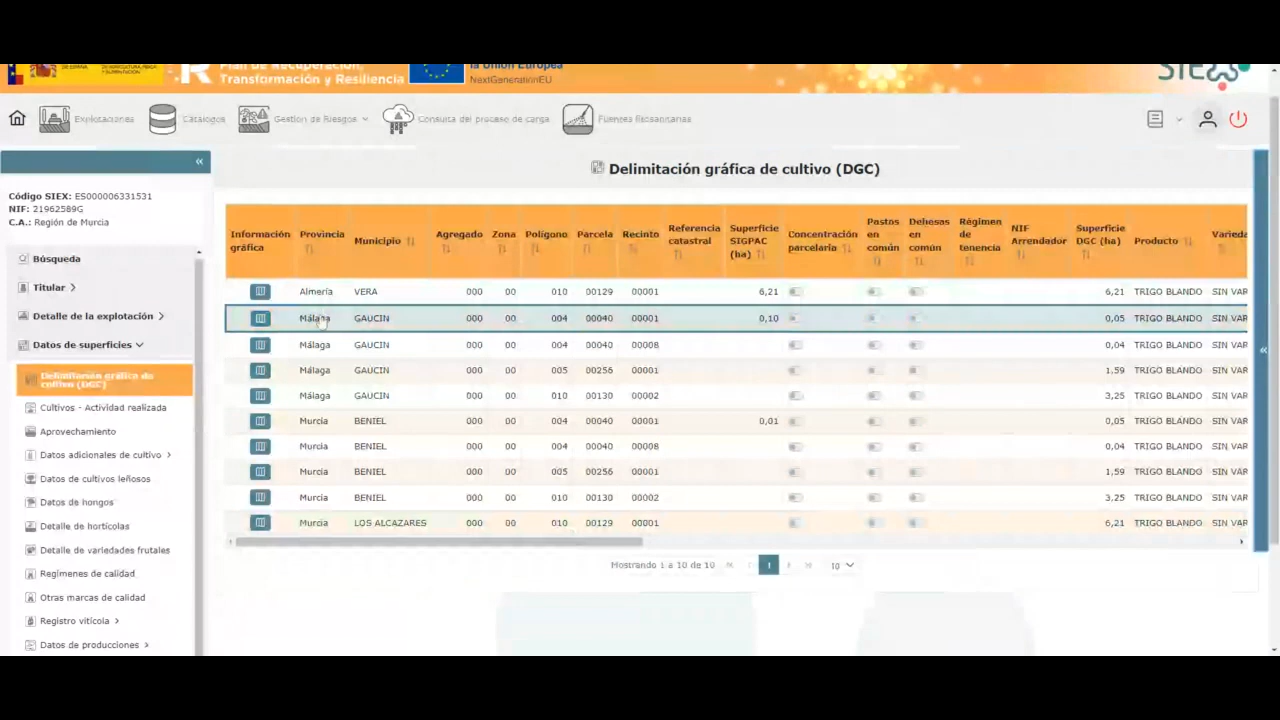 DE ESPAÑA
Y ALIMENTACIÓN
R
Plan de Recuperación,
Transformación y Resiliencia
la Unión Europea
NextGenerationEU
SIEX
Explotaciones
Catálogos
Gestión de Riesgos
Consulta del proceso de carga
Fuentes fitosanitarias
«
Código SIEX: ES000006331531
NIF: 21962589G
C.A.: Región de Murcia
Búsqueda
Titular >
Detalle de la explotación >
Datos de superficies
Delimitación gráfica de
cultivo (DGC)
Cultivos - Actividad realizada
Aprovechamiento
Datos adicionales de cultivo >
Datos de cultivos leñosos
Datos de hongos
Detalle de hortícolas
Detalle de variedades frutales
Regímenes de calidad
Otras marcas de calidad
Registro vitícola >
Datos de producciones >
Delimitación gráfica de cultivo (DGC)
Información gráfica Provincia Municipio Agregado Zona Polígono Parcela Recinto Referencia catastral Superficie SIGPAC (ha) Concentración parcelaria Pastos en común Dehesas en común Régimen de tenencia NIF Arrendador Superficie DGC (ha) Producto Varieda
Almería VERA 000 00 010 00129 00001 6,21 6,21 TRIGO BLANDO SIN VAR
Málaga GAUCIN 000 00 004 00040 00001 0,10 0,05 TRIGO BLANDO SIN VAR
Málaga GAUCIN 000 00 004 00040 00008 0,04 TRIGO BLANDO SIN VAR
Málaga GAUCIN 000 00 005 00256 00001 1,59 TRIGO BLANDO SIN VAR
Málaga GAUCIN 000 00 010 00130 00002 3,25 TRIGO BLANDO SIN VAR
Murcia BENIEL 000 00 004 00040 00001 0,01 0,05 TRIGO BLANDO SIN VAR
Murcia BENIEL 000 00 004 00040 00008 0,04 TRIGO BLANDO SIN VAR
Murcia BENIEL 000 00 005 00256 00001 1,59 TRIGO BLANDO SIN VAR
Murcia BENIEL 000 00 010 00130 00002 3,25 TRIGO BLANDO SIN VAR
Murcia LOS ALCAZARES 000 00 010 00129 00001 6,21 TRIGO BLANDO SIN VAR
Mostrando 1 a 10 de 10 « ‹ 1 › » 10
«